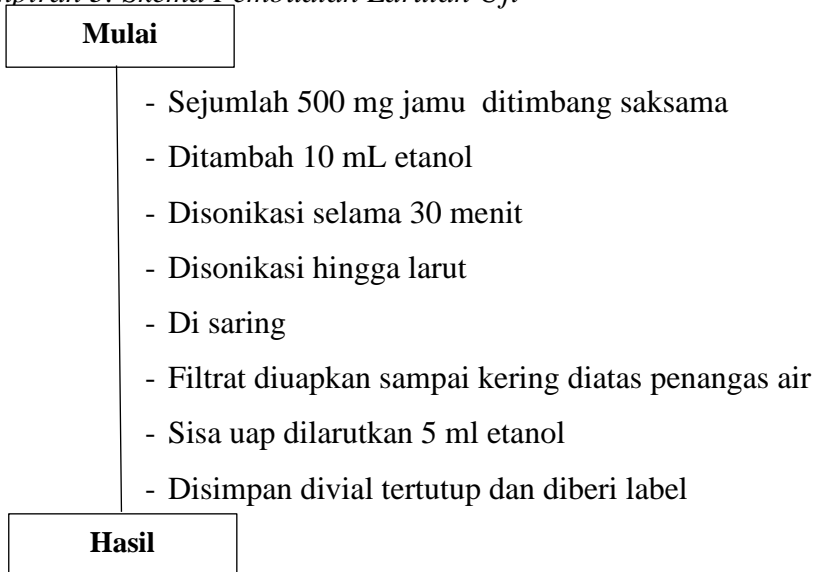 Mulai
- Sejumlah 500 mg jamu ditimbang saksama
- Ditambah 10 mL etanol
- Disonikasi selama 30 menit
- Disonikasi hingga larut
- Di saring
- Filtrat diuapkan sampai kering diatas penangas air
- Sisa uap dilarutkan 5 ml etanol
- Disimpan divial tertutup dan diberi label
Hasil